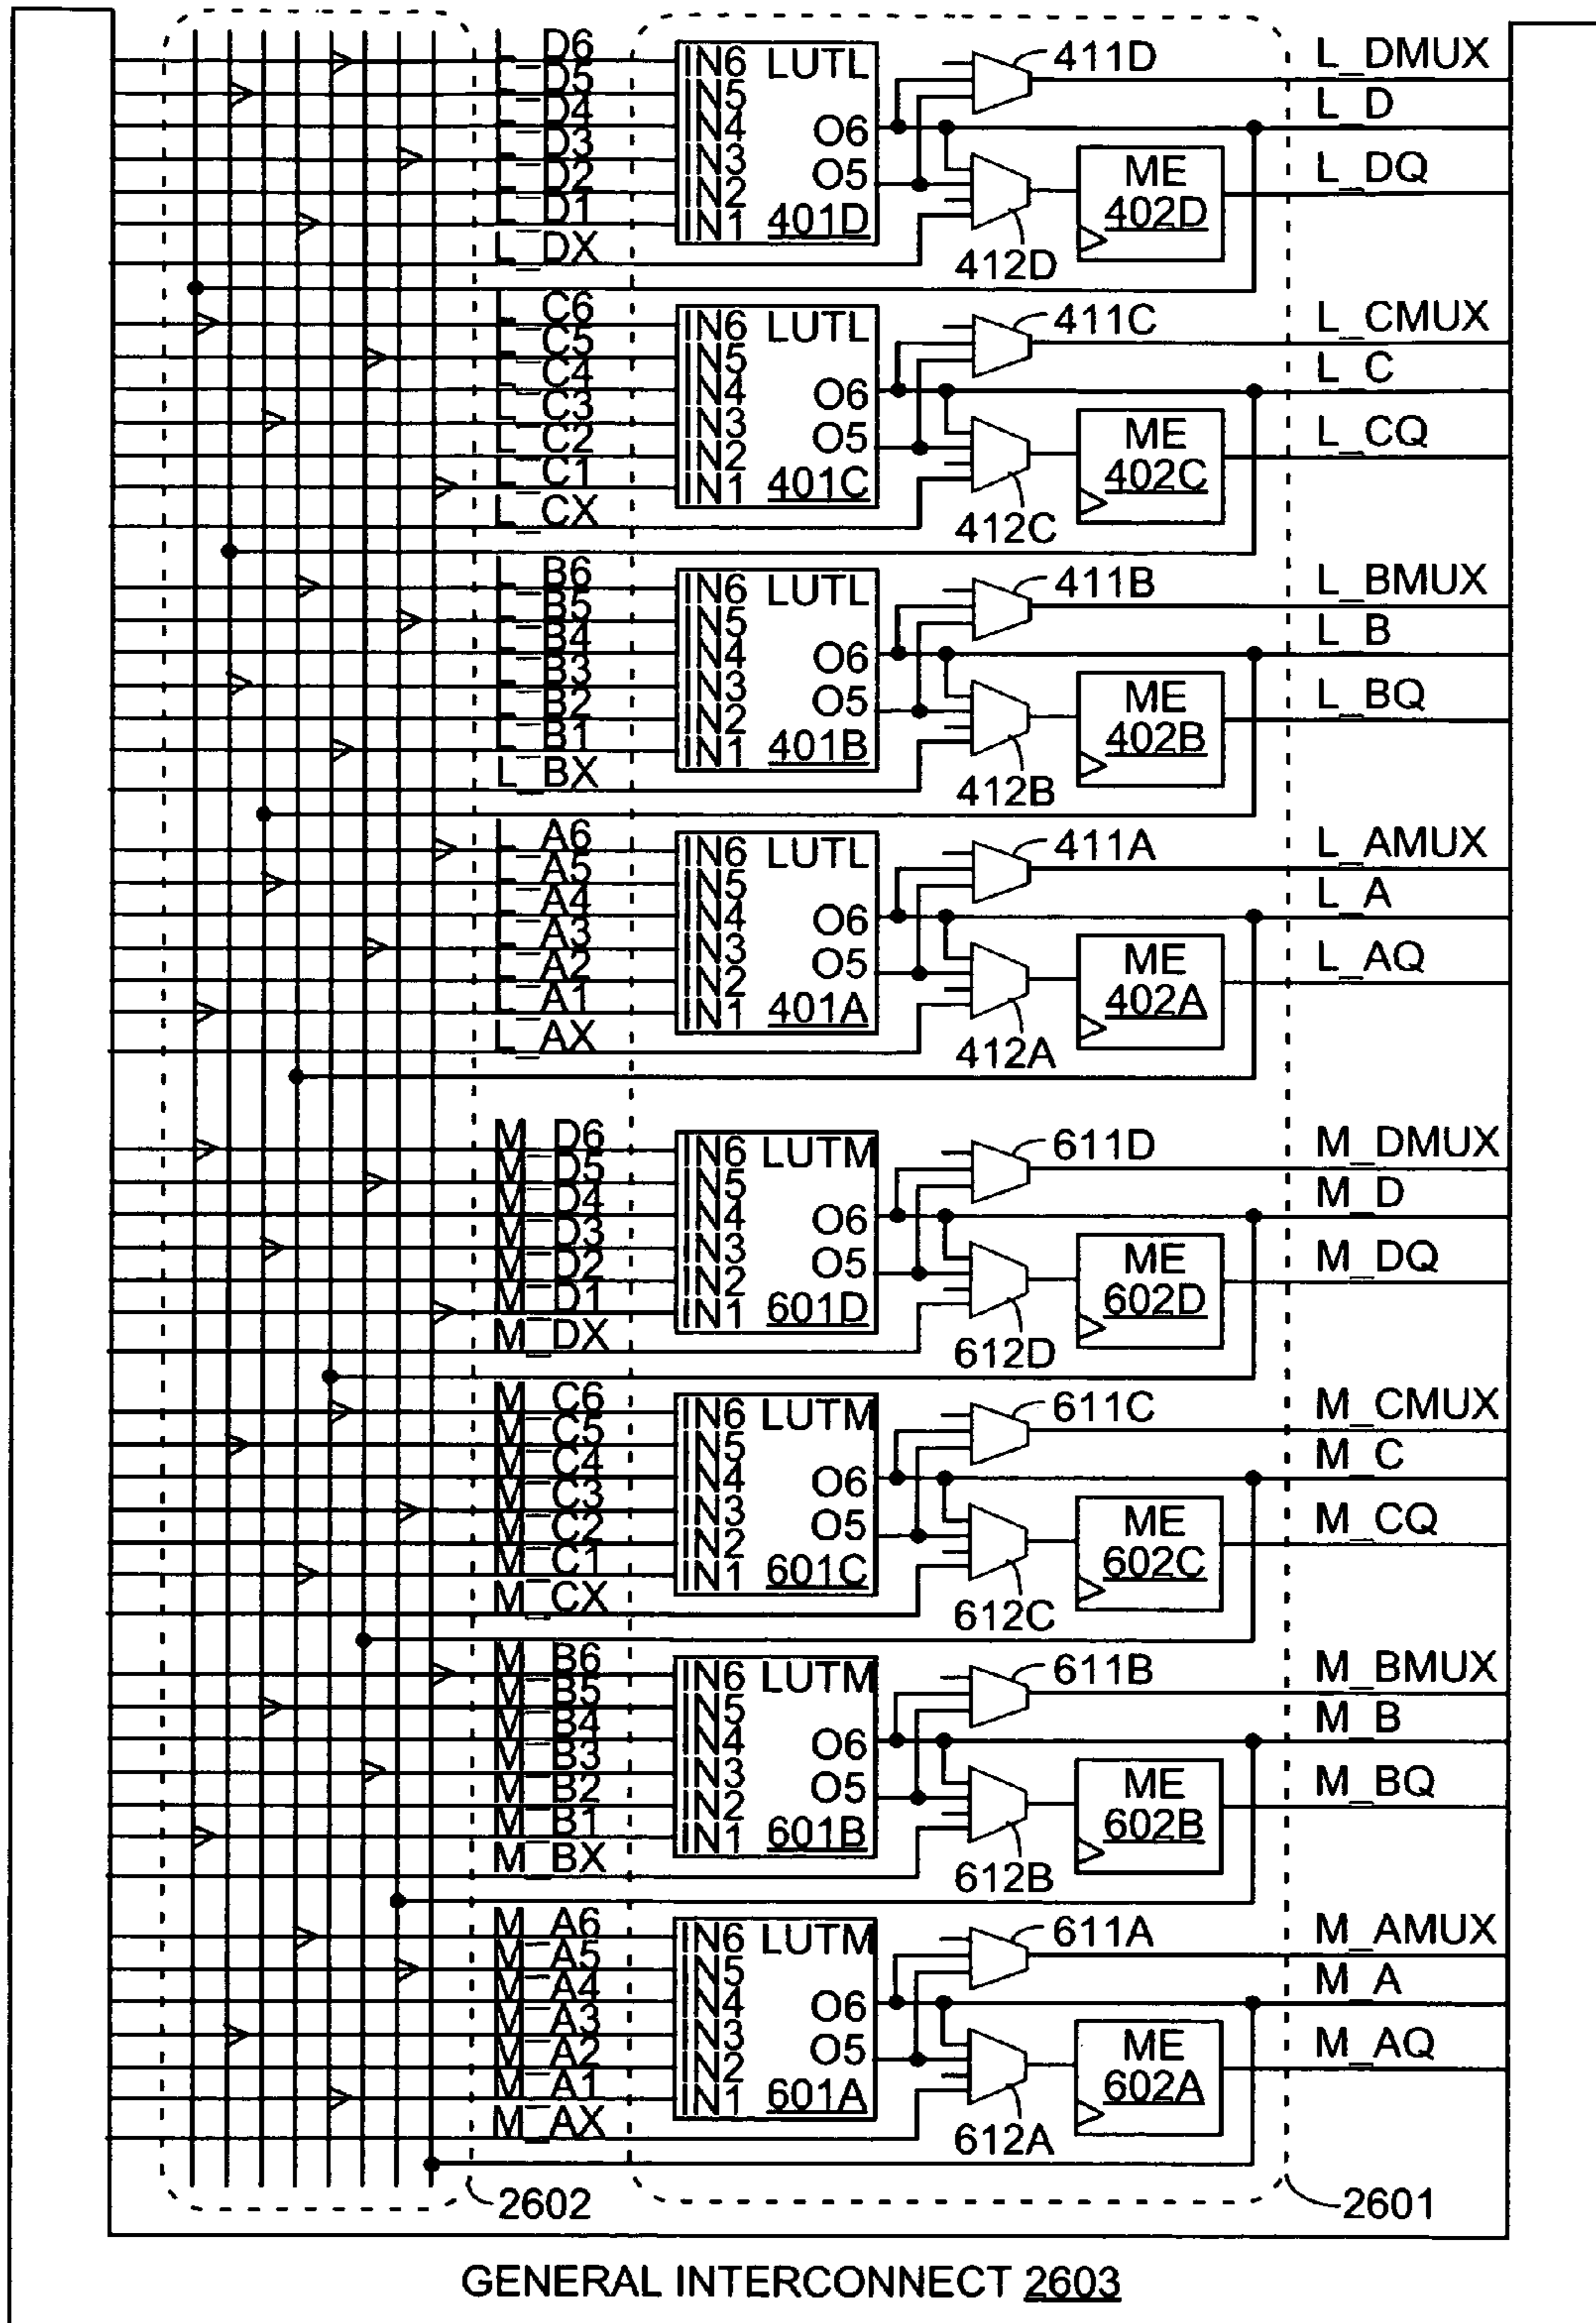 L_D6 IN6 LUTL 411D L_DMUX
L_D5 IN5
L_D4 IN4 O6 L_D
L_D3 IN3
L_D2 IN2 O5 ME L_DQ
L_D1 IN1 401D 402D
L_DX 412D
L_C6 IN6 LUTL 411C L_CMUX
L_C5 IN5
L_C4 IN4 O6 L_C
L_C3 IN3
L_C2 IN2 O5 ME L_CQ
L_C1 IN1 401C 402C
L_CX 412C
L_B6 IN6 LUTL 411B L_BMUX
L_B5 IN5
L_B4 IN4 O6 L_B
L_B3 IN3
L_B2 IN2 O5 ME L_BQ
L_B1 IN1 401B 402B
L_BX 412B
L_A6 IN6 LUTL 411A L_AMUX
L_A5 IN5
L_A4 IN4 O6 L_A
L_A3 IN3
L_A2 IN2 O5 ME L_AQ
L_A1 IN1 401A 402A
L_AX 412A
M_D6 IN6 LUTM 611D M_DMUX
M_D5 IN5
M_D4 IN4 O6 M_D
M_D3 IN3
M_D2 IN2 O5 ME M_DQ
M_D1 IN1 601D 602D
M_DX 612D
M_C6 IN6 LUTM 611C M_CMUX
M_C5 IN5
M_C4 IN4 O6 M_C
M_C3 IN3
M_C2 IN2 O5 ME M_CQ
M_C1 IN1 601C 602C
M_CX 612C
M_B6 IN6 LUTM 611B M_BMUX
M_B5 IN5
M_B4 IN4 O6 M_B
M_B3 IN3
M_B2 IN2 O5 ME M_BQ
M_B1 IN1 601B 602B
M_BX 612B
M_A6 IN6 LUTM 611A M_AMUX
M_A5 IN5
M_A4 IN4 O6 M_A
M_A3 IN3
M_A2 IN2 O5 ME M_AQ
M_A1 IN1 601A 602A
M_AX 612A
2602 2601
GENERAL INTERCONNECT 2603